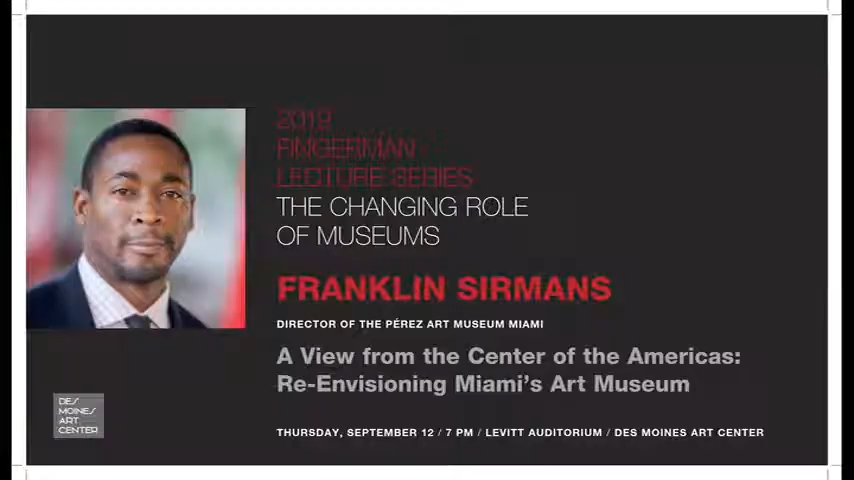 2019
FINGERMAN
LECTURE SERIES
THE CHANGING ROLE
OF MUSEUMS
FRANKLIN SIRMANS
DIRECTOR OF THE PÉREZ ART MUSEUM MIAMI
A View from the Center of the Americas:
Re-Envisioning Miami’s Art Museum
DES
MOINES
ART
CENTER
THURSDAY, SEPTEMBER 12 / 7 PM / LEVITT AUDITORIUM / DES MOINES ART CENTER